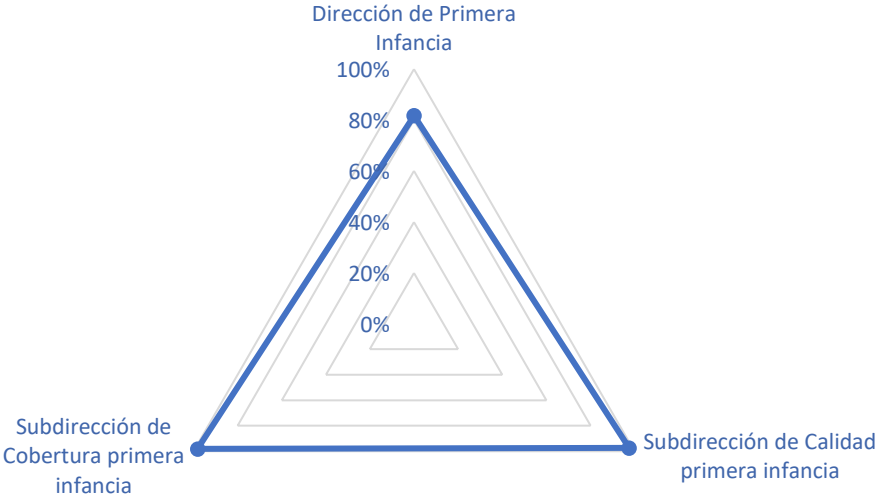 Dirección de Primera
Infancia
100%
80%
60%
40%
20%
0%
Subdirección de
Cobertura primera
infancia
Subdirección de Calidad
primera infancia